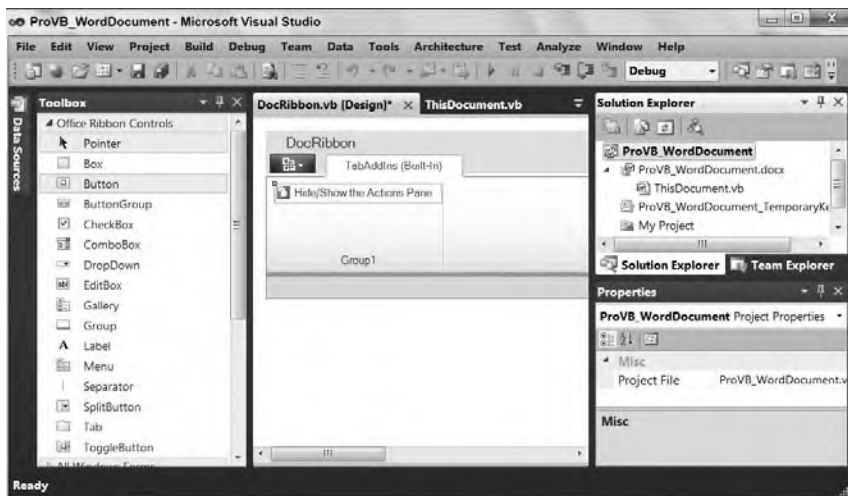 ProVB_WordDocument - Microsoft Visual Studio
File Edit View Project Build Debug Team Data Tools Architecture Test Analyze Window Help
Debug
Data Sources
Toolbox
Office Ribbon Controls
Pointer
Box
Button
ButtonGroup
CheckBox
ComboBox
DropDown
EditBox
Gallery
Group
Label
Menu
Separator
SplitButton
Tab
ToggleButton
DocRibbon.vb [Design]* ThisDocument.vb
DocRibbon
TabAddIns (Built-In)
Hide/Show the Actions Pane
Group1
Solution Explorer
ProVB_WordDocument
ProVB_WordDocument.docx
ThisDocument.vb
ProVB_WordDocument_TemporaryKe
My Project
Solution Explorer Team Explorer
Properties
ProVB_WordDocument Project Properties
Misc
Project File ProVB_WordDocument.v
Misc
Ready